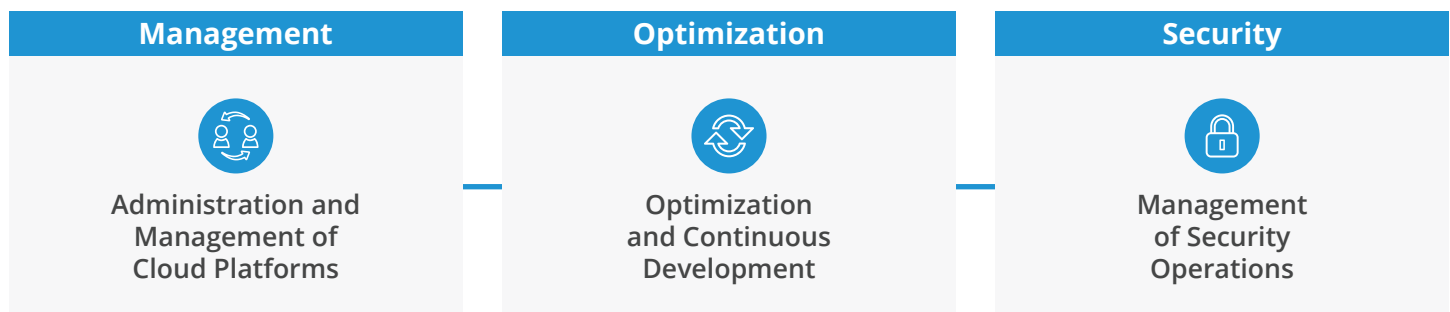 Management
Administration and
Management of
Cloud Platforms
Optimization
Optimization
and Continuous
Development
Security
Management
of Security
Operations